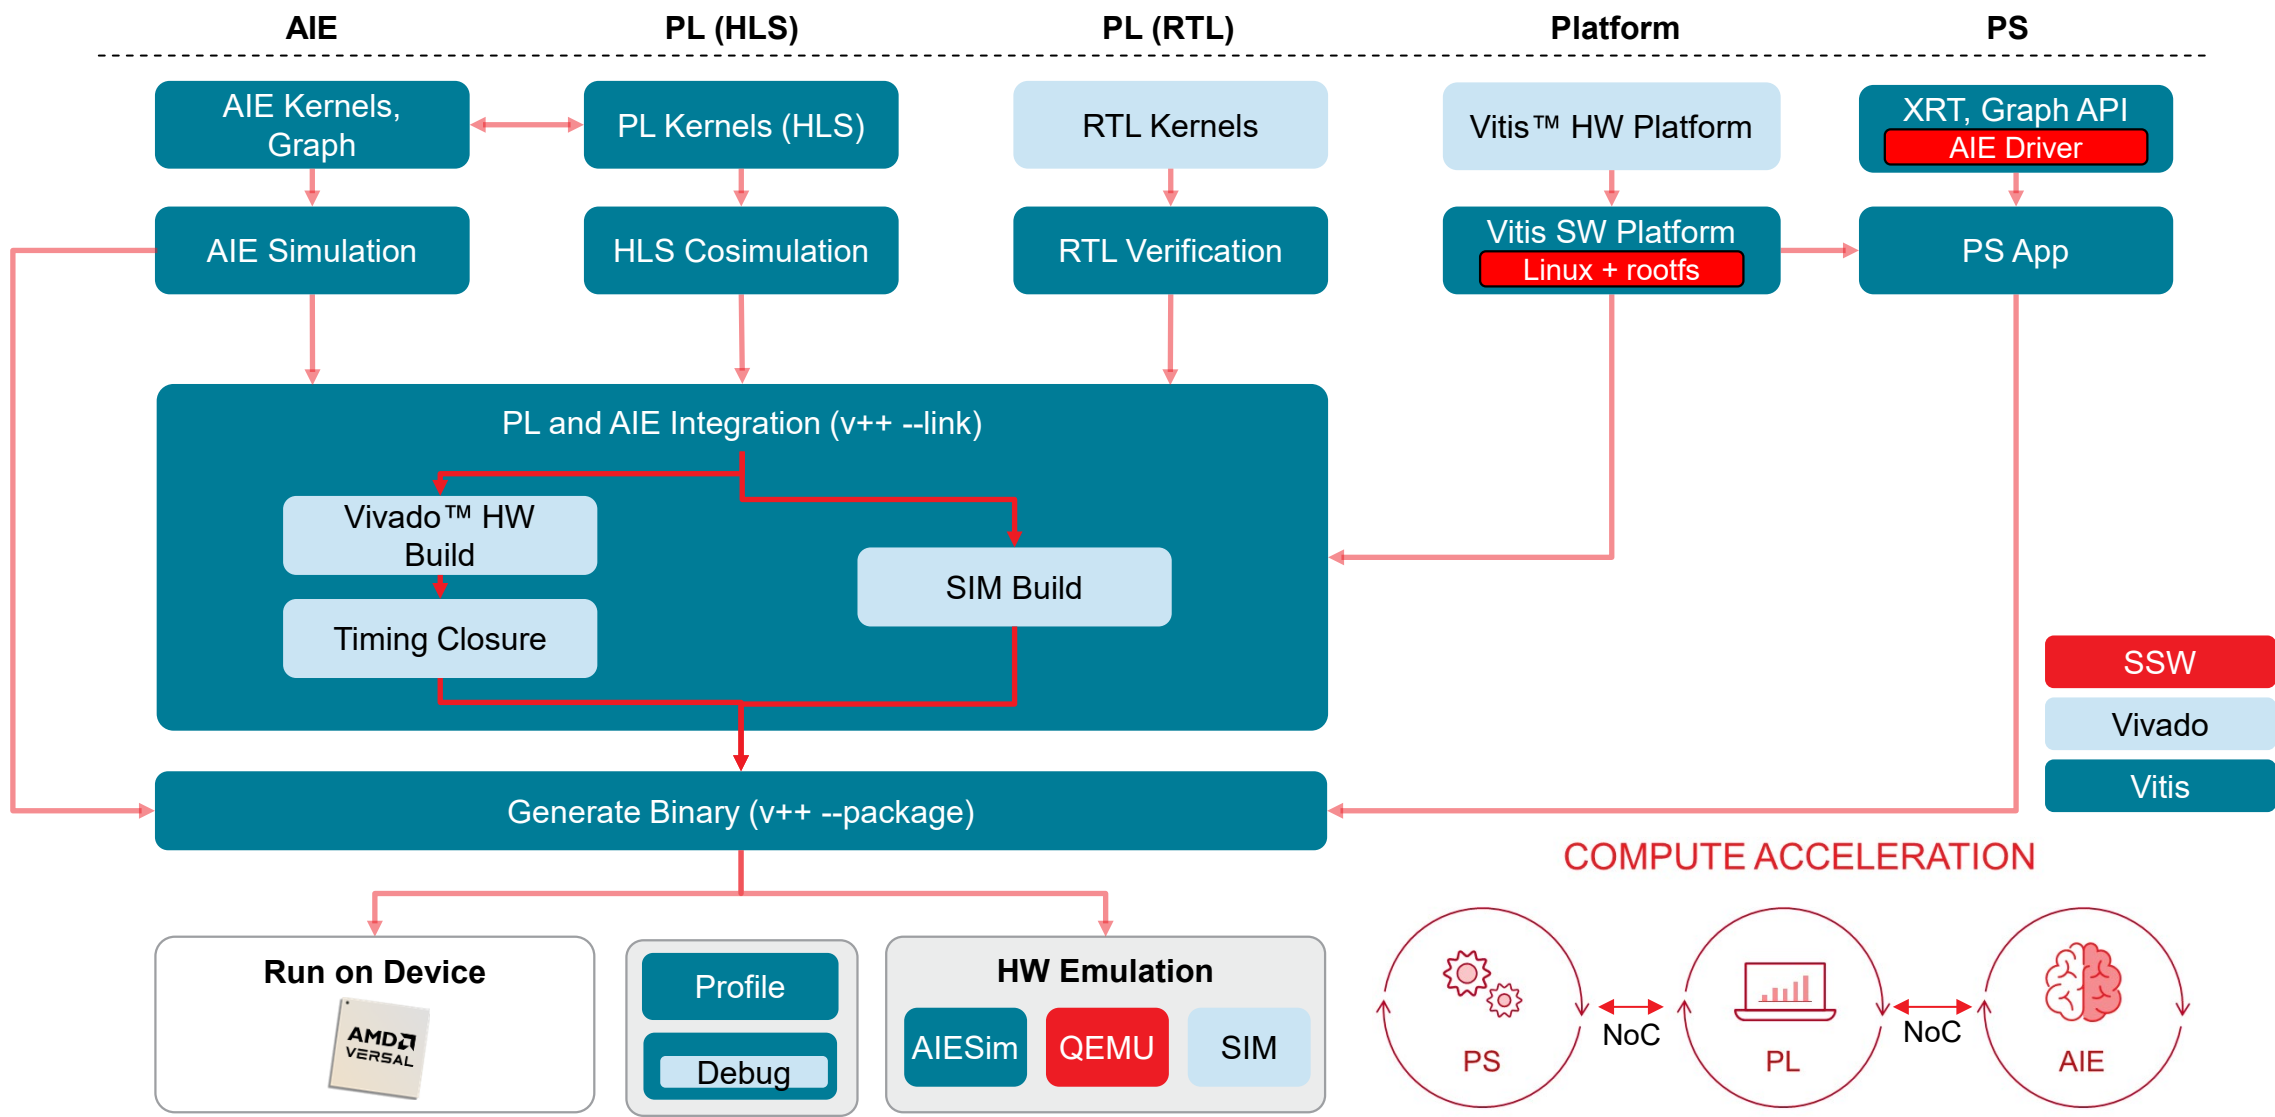 AIE
PL (HLS)
PL (RTL)
Platform
PS
AIE Kernels,
Graph
PL Kernels (HLS)
RTL Kernels
Vitis™ HW Platform
XRT, Graph API
AIE Driver
AIE Simulation
HLS Cosimulation
RTL Verification
Vitis SW Platform
Linux + rootfs
PS App
PL and AIE Integration (v++ --link)
Vivado™ HW
Build
SIM Build
Timing Closure
SSW
Vivado
Vitis
Generate Binary (v++ --package)
COMPUTE ACCELERATION
Run on Device
AMD
VERSAL
Profile
Debug
HW Emulation
AIESim
QEMU
SIM
PS
NoC
PL
NoC
AIE